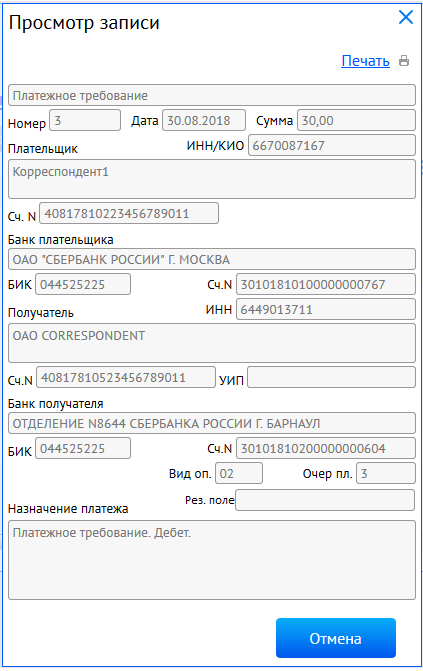 Просмотр записи
Печать
Платежное требование
Номер 3 Дата 30.08.2018 Сумма 30,00
Плательщик ИНН/КИО 6670087167
Корреспондент1
Сч. N 40817810223456789011
Банк плательщика
ОАО "СБЕРБАНК РОССИИ" Г. МОСКВА
БИК 044525225 Сч.N 30101810100000000767
Получатель ИНН 6449013711
ОАО CORRESPONDENT
Сч.N 40817810523456789011 УИП
Банк получателя
ОТДЕЛЕНИЕ N8644 СБЕРБАНКА РОССИИ Г. БАРНАУЛ
БИК 044525225 Сч.N 30101810200000000604
Вид оп. 02 Очер пл. 3
Рез. поле
Назначение платежа
Платежное требование. Дебет.
Отмена